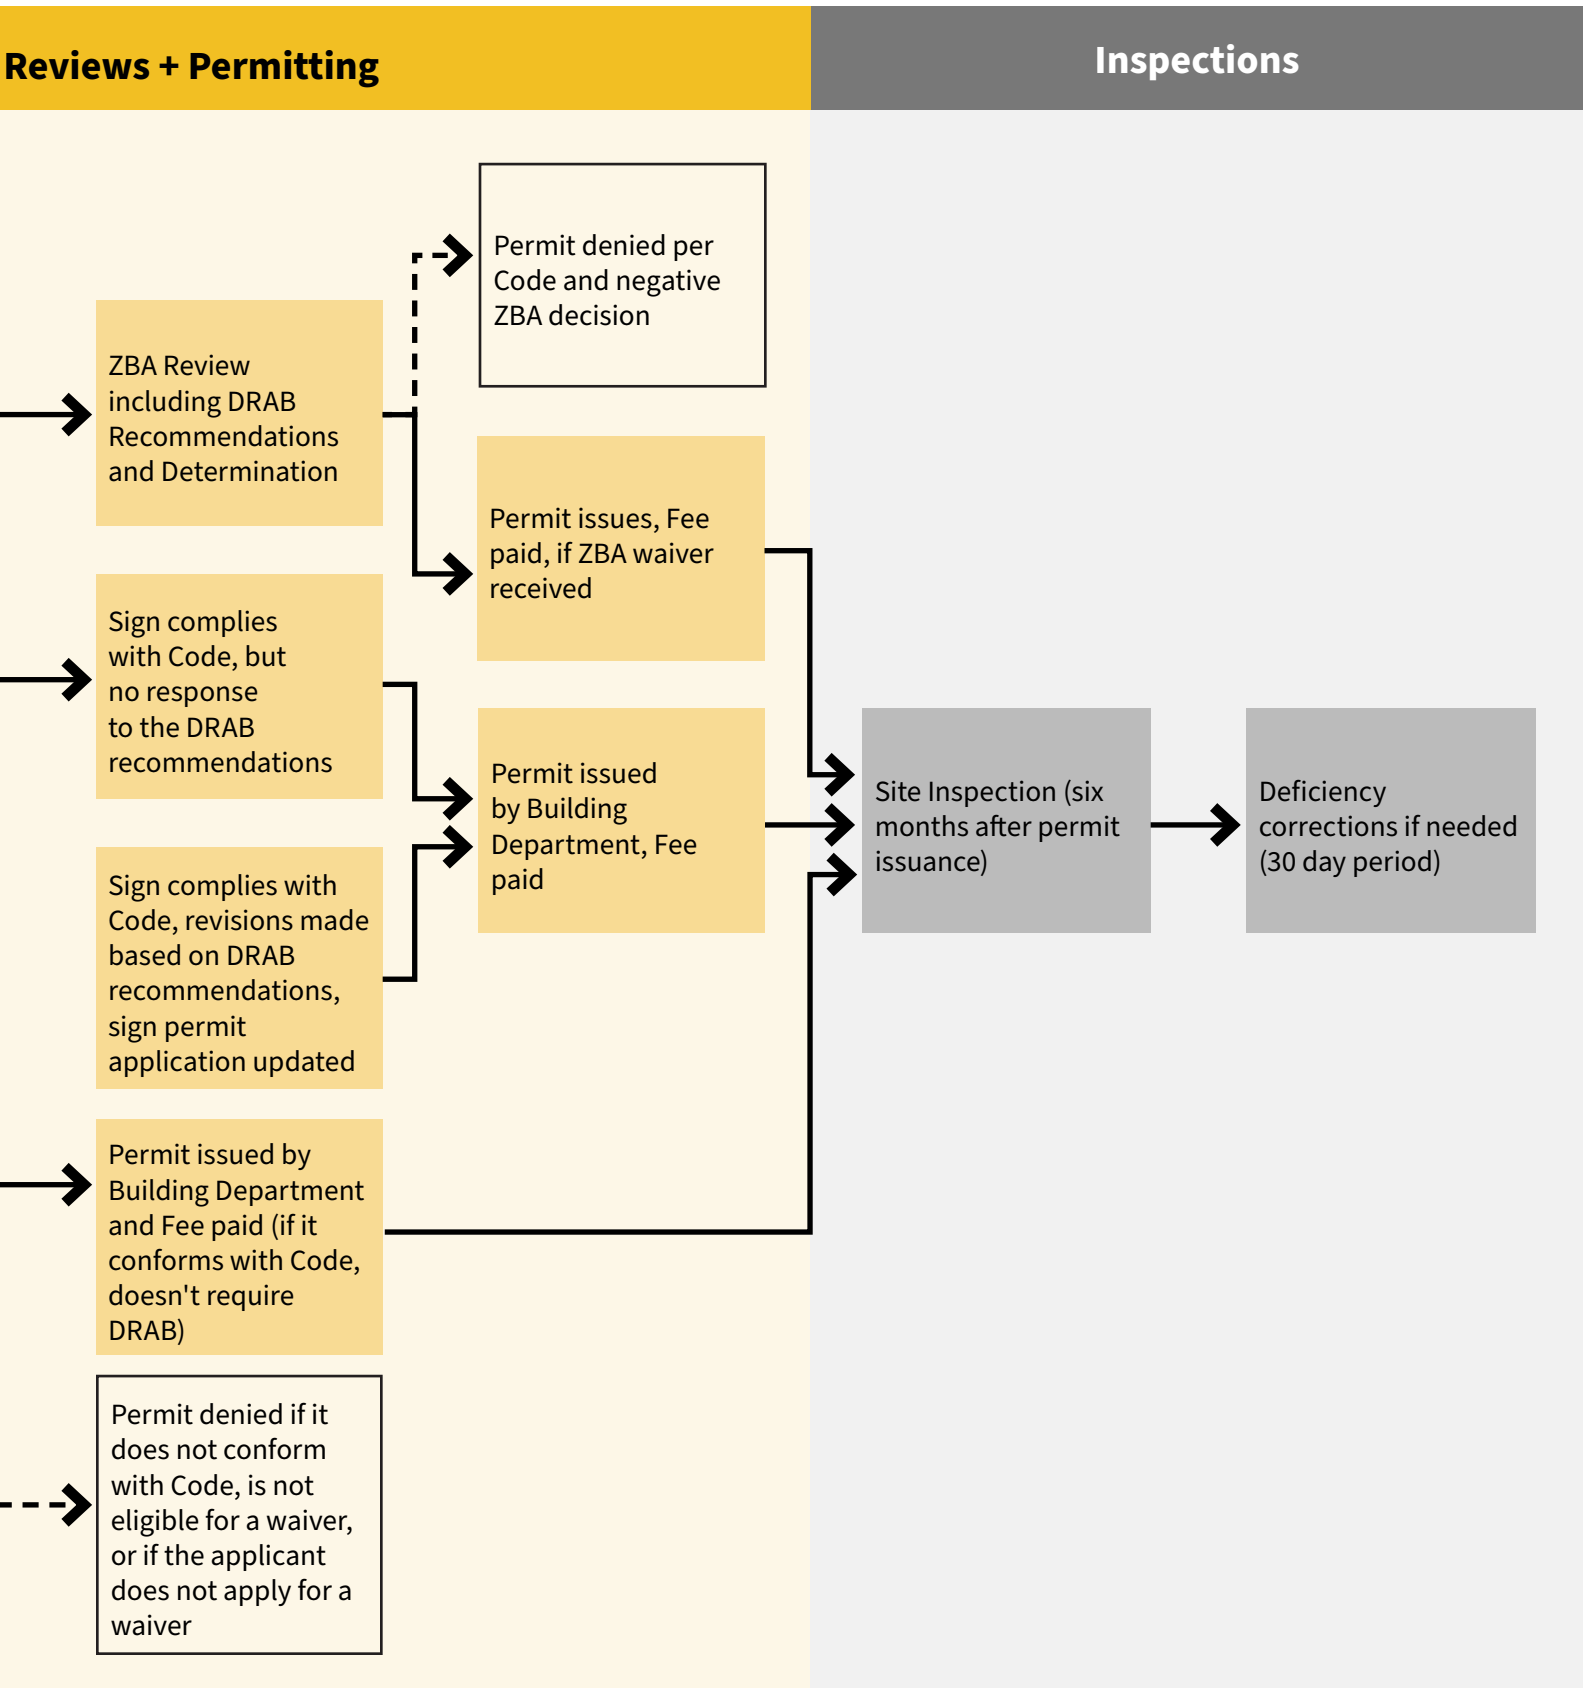 Reviews + Permitting
Inspections
Permit denied per
Code and negative
ZBA decision
ZBA Review
including DRAB
Recommendations
and Determination
Permit issues, Fee
paid, if ZBA waiver
received
Sign complies
with Code, but
no response
to the DRAB
recommendations
Permit issued
by Building
Department, Fee
paid
Site Inspection (six
months after permit
issuance)
Deficiency
corrections if needed
(30 day period)
Sign complies with
Code, revisions made
based on DRAB
recommendations,
sign permit
application updated
Permit issued by
Building Department
and Fee paid (if it
conforms with Code,
doesn't require
DRAB)
Permit denied if it
does not conform
with Code, is not
eligible for a waiver,
or if the applicant
does not apply for a
waiver